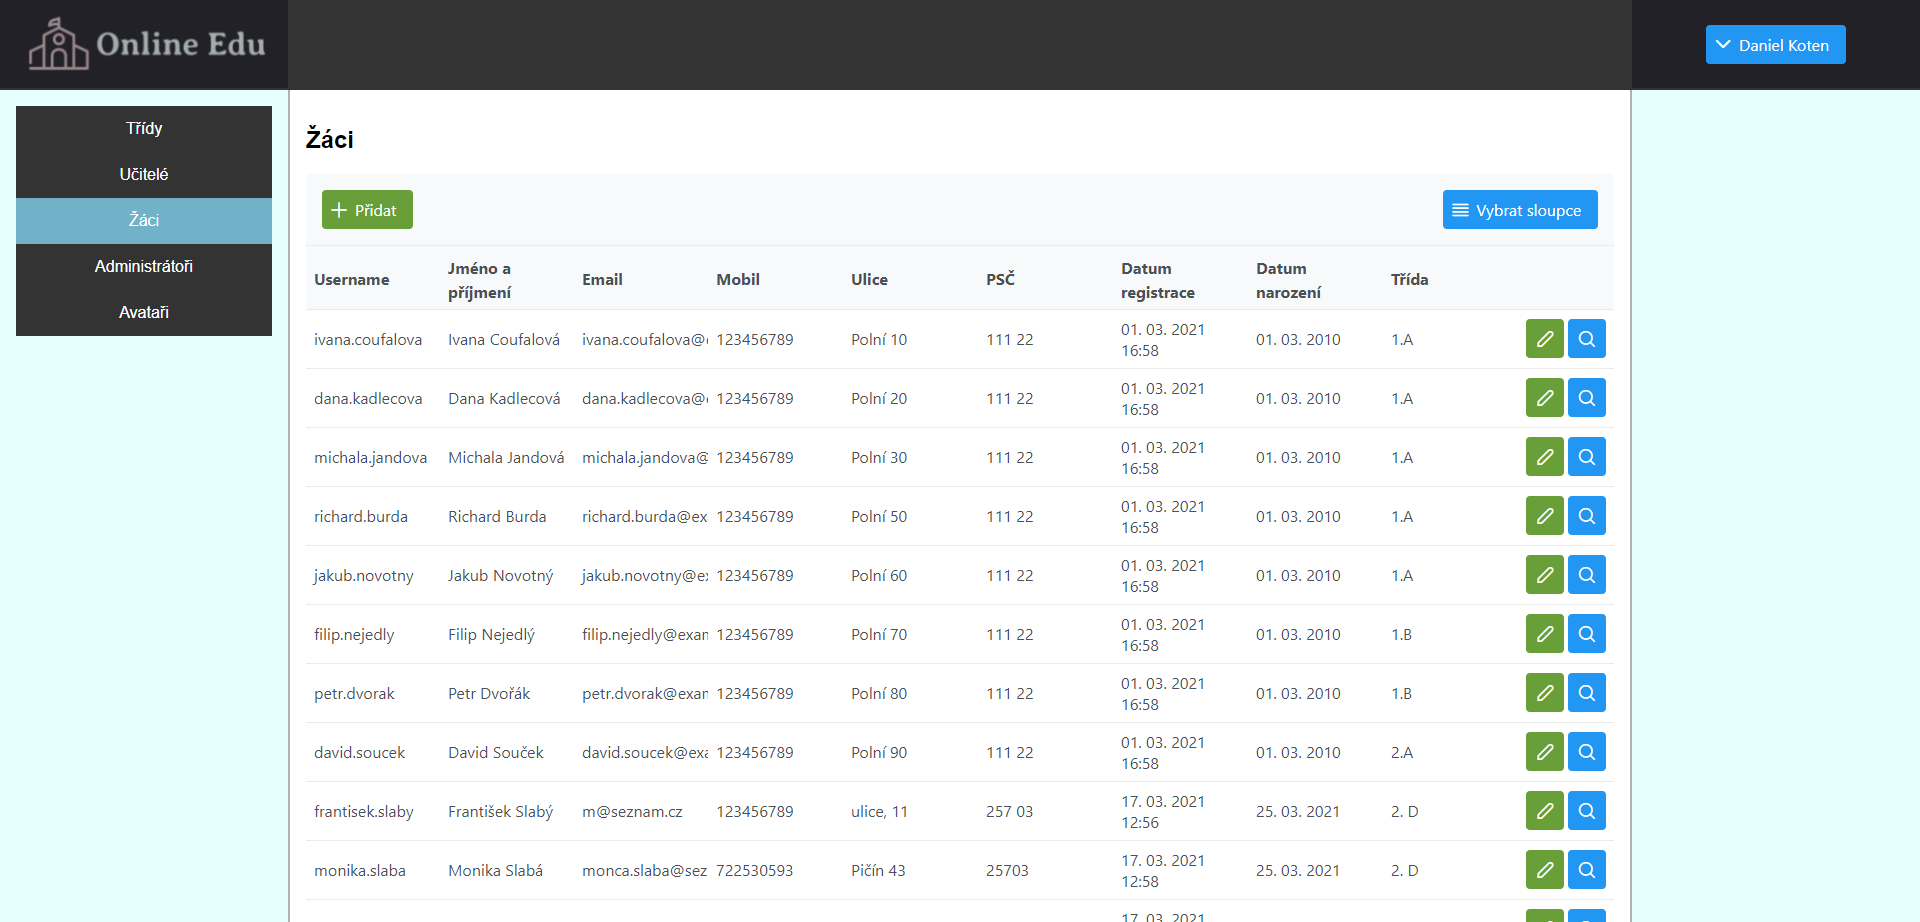 Online Edu
Daniel Koten
Třídy
Učitelé
Žáci
Administrátoři
Avataři
Žáci
Přidat
Vybrat sloupce
Username Jméno a příjmení Email Mobil Ulice PSČ Datum registrace Datum narození Třída
ivana.coufalova Ivana Coufalová ivana.coufalova@ 123456789 Polní 10 111 22 01. 03. 2021 16:58 01. 03. 2010 1.A
dana.kadlecova Dana Kadlecová dana.kadlecova@ 123456789 Polní 20 111 22 01. 03. 2021 16:58 01. 03. 2010 1.A
michala.jandova Michala Jandová michala.jandova@ 123456789 Polní 30 111 22 01. 03. 2021 16:58 01. 03. 2010 1.A
richard.burda Richard Burda richard.burda@ex 123456789 Polní 50 111 22 01. 03. 2021 16:58 01. 03. 2010 1.A
jakub.novotny Jakub Novotný jakub.novotny@ex 123456789 Polní 60 111 22 01. 03. 2021 16:58 01. 03. 2010 1.A
filip.nejedly Filip Nejedlý filip.nejedly@exan 123456789 Polní 70 111 22 01. 03. 2021 16:58 01. 03. 2010 1.B
petr.dvorak Petr Dvořák petr.dvorak@exan 123456789 Polní 80 111 22 01. 03. 2021 16:58 01. 03. 2010 1.B
david.soucek David Souček david.soucek@exa 123456789 Polní 90 111 22 01. 03. 2021 16:58 01. 03. 2010 2.A
frantisek.slaby František Slabý m@seznam.cz 123456789 ulice, 11 257 03 17. 03. 2021 12:56 25. 03. 2021 2. D
monika.slaba Monika Slabá monca.slaba@sez 722530593 Pičín 43 25703 17. 03. 2021 12:58 25. 03. 2021 2. D
17. 03. 2021